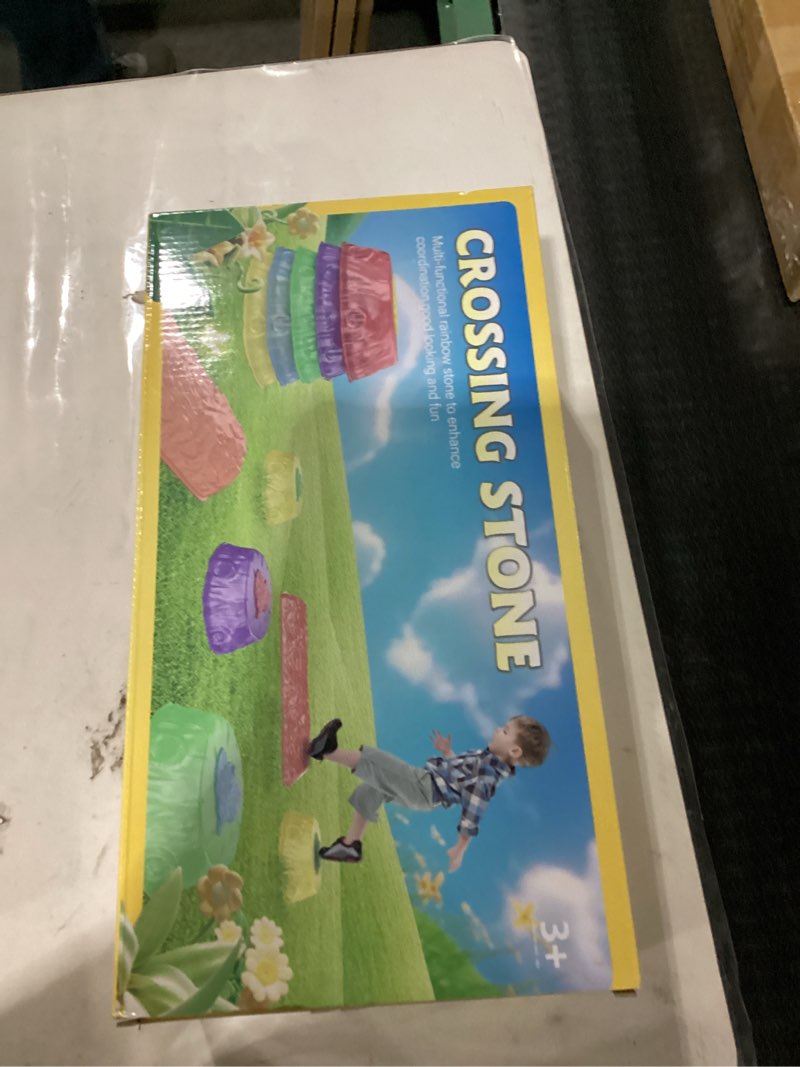 CROSSING STONE
Multi-functional rainbow stone to enhance
coordination,good looking and fun
3+